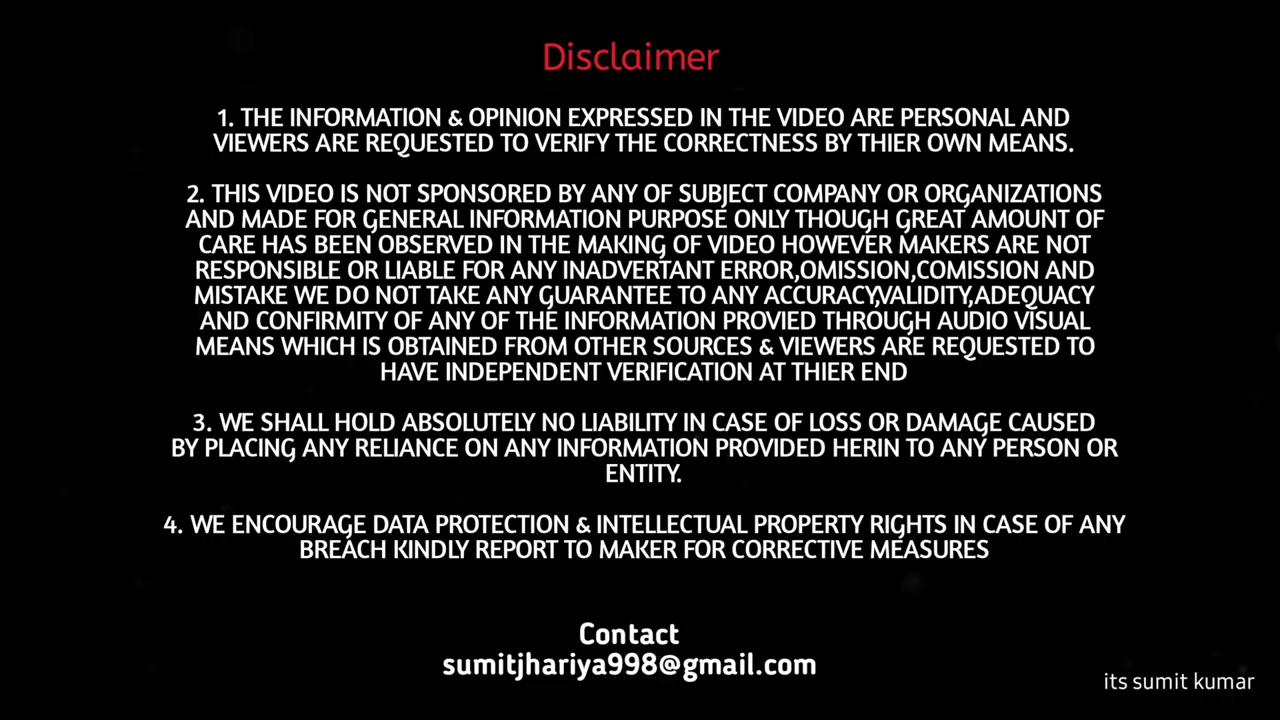 Disclaimer
1. THE INFORMATION & OPINION EXPRESSED IN THE VIDEO ARE PERSONAL AND
VIEWERS ARE REQUESTED TO VERIFY THE CORRECTNESS BY THIER OWN MEANS.
2. THIS VIDEO IS NOT SPONSORED BY ANY OF SUBJECT COMPANY OR ORGANIZATIONS
AND MADE FOR GENERAL INFORMATION PURPOSE ONLY THOUGH GREAT AMOUNT OF
CARE HAS BEEN OBSERVED IN THE MAKING OF VIDEO HOWEVER MAKERS ARE NOT
RESPONSIBLE OR LIABLE FOR ANY INADVERTANT ERROR,OMISSION,COMISSION AND
MISTAKE WE DO NOT TAKE ANY GUARANTEE TO ANY ACCURACY,VALIDITY,ADEQUACY
AND CONFIRMITY OF ANY OF THE INFORMATION PROVIED THROUGH AUDIO VISUAL
MEANS WHICH IS OBTAINED FROM OTHER SOURCES & VIEWERS ARE REQUESTED TO
HAVE INDEPENDENT VERIFICATION AT THIER END
3. WE SHALL HOLD ABSOLUTELY NO LIABILITY IN CASE OF LOSS OR DAMAGE CAUSED
BY PLACING ANY RELIANCE ON ANY INFORMATION PROVIDED HERIN TO ANY PERSON OR
ENTITY.
4. WE ENCOURAGE DATA PROTECTION & INTELLECTUAL PROPERTY RIGHTS IN CASE OF ANY
BREACH KINDLY REPORT TO MAKER FOR CORRECTIVE MEASURES
Contact
sumitjhariya998@gmail.com
its sumit kumar